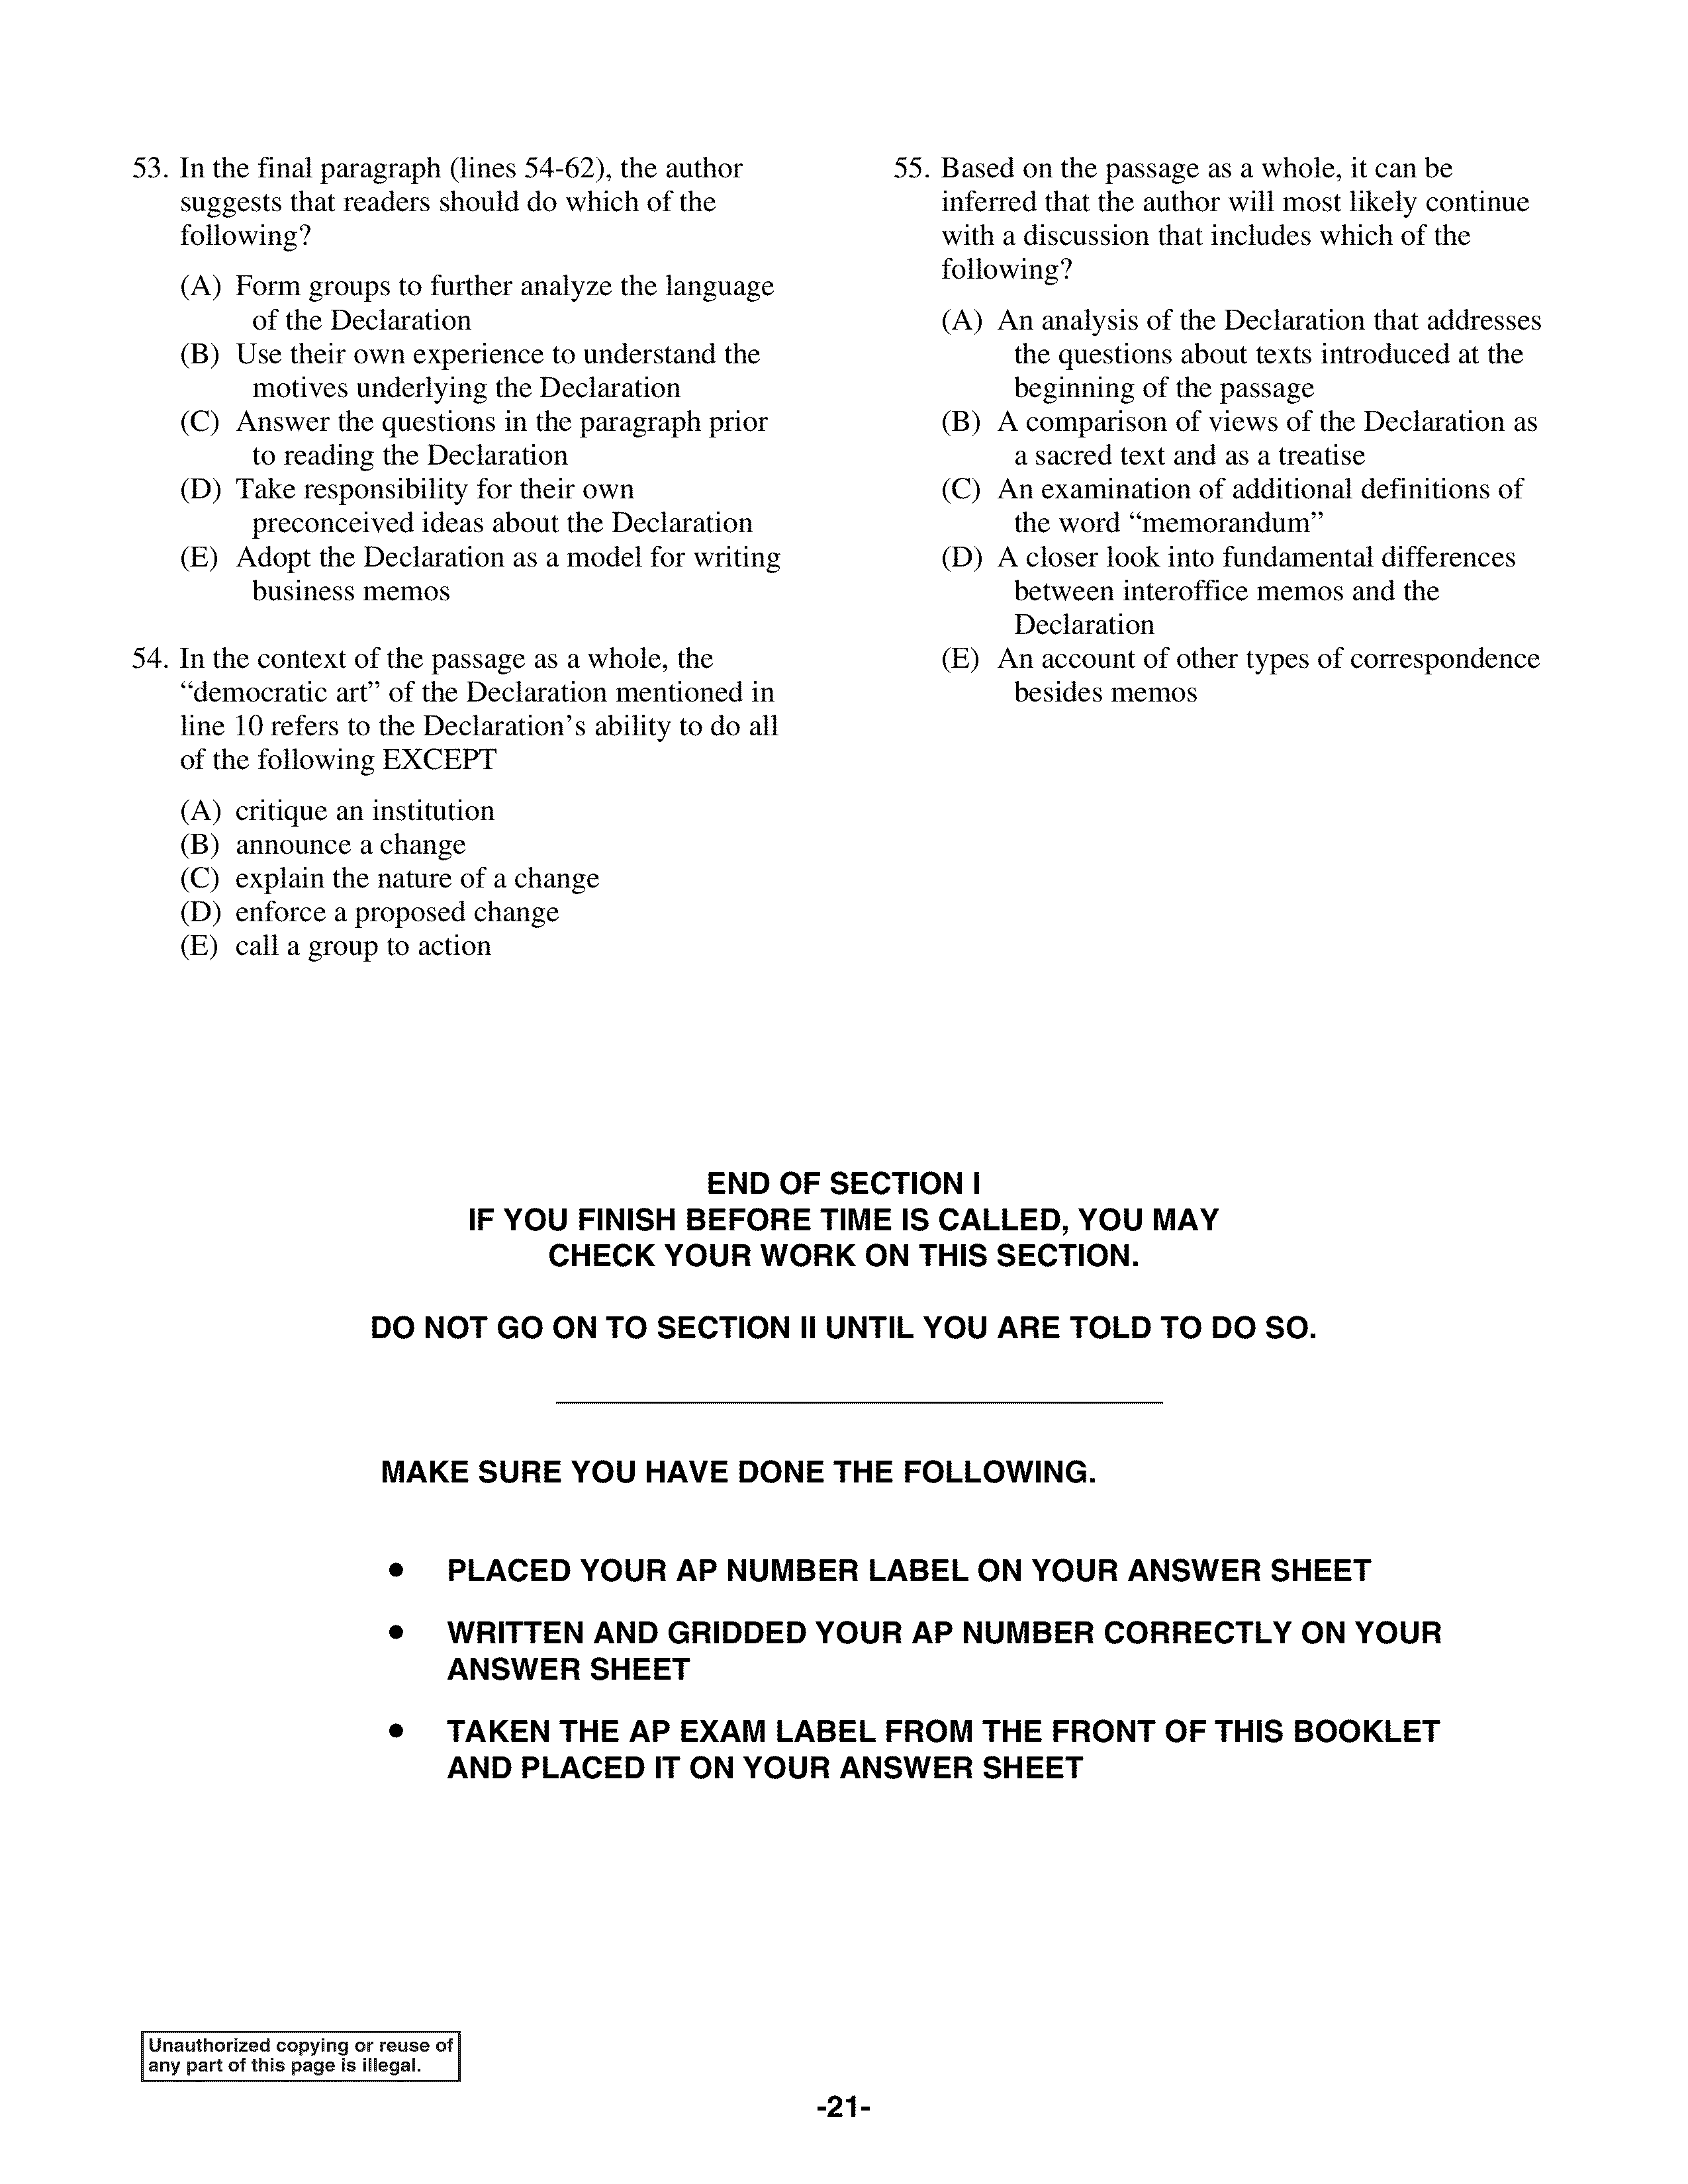 53. In the final paragraph (lines 54-62), the author
suggests that readers should do which of the
following?
(A) Form groups to further analyze the language
of the Declaration
(B) Use their own experience to understand the
motives underlying the Declaration
(C) Answer the questions in the paragraph prior
to reading the Declaration
(D) Take responsibility for their own
preconceived ideas about the Declaration
(E) Adopt the Declaration as a model for writing
business memos
54. In the context of the passage as a whole, the
“democratic art” of the Declaration mentioned in
line 10 refers to the Declaration’s ability to do all
of the following EXCEPT
(A) critique an institution
(B) announce a change
(C) explain the nature of a change
(D) enforce a proposed change
(E) call a group to action
55. Based on the passage as a whole, it can be
inferred that the author will most likely continue
with a discussion that includes which of the
following?
(A) An analysis of the Declaration that addresses
the questions about texts introduced at the
beginning of the passage
(B) A comparison of views of the Declaration as
a sacred text and as a treatise
(C) An examination of additional definitions of
the word “memorandum”
(D) A closer look into fundamental differences
between interoffice memos and the
Declaration
(E) An account of other types of correspondence
besides memos
END OF SECTION I
IF YOU FINISH BEFORE TIME IS CALLED, YOU MAY
CHECK YOUR WORK ON THIS SECTION.
DO NOT GO ON TO SECTION II UNTIL YOU ARE TOLD TO DO SO.
MAKE SURE YOU HAVE DONE THE FOLLOWING.
• PLACED YOUR AP NUMBER LABEL ON YOUR ANSWER SHEET
• WRITTEN AND GRIDDED YOUR AP NUMBER CORRECTLY ON YOUR
ANSWER SHEET
• TAKEN THE AP EXAM LABEL FROM THE FRONT OF THIS BOOKLET
AND PLACED IT ON YOUR ANSWER SHEET
Unauthorized copying or reuse of
any part of this page is illegal.
-21-